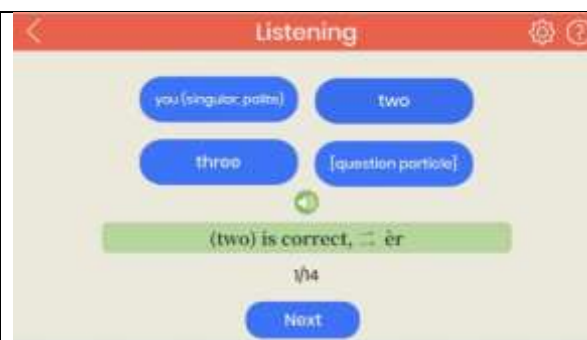 Listening
you (singular, polite) two
three [question particle]
(two) is correct, 二 èr
1/14
Next